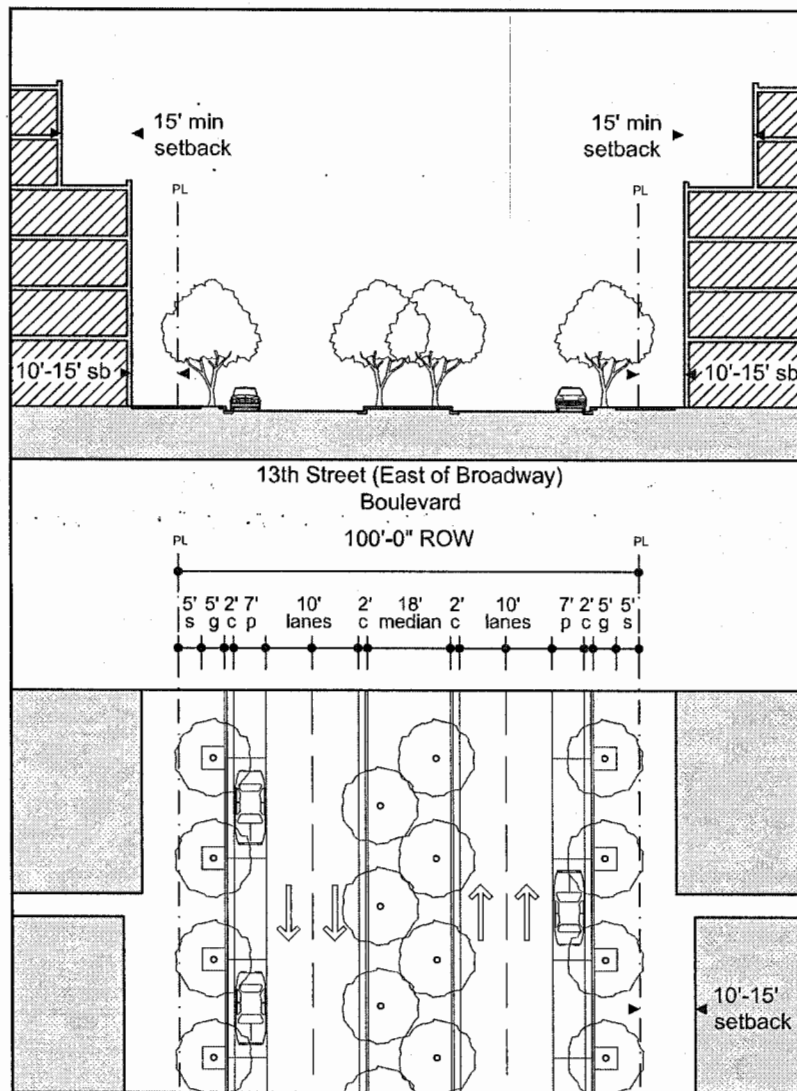 15' min
setback
15' min
setback
PL
PL
10'-15' sb
10'-15' sb
13th Street (East of Broadway)
Boulevard
100'-0" ROW
PL
PL
5' 5' 2' 7' 10' 2' 18' 2' 10' 7' 2' 5' 5'
s g c p lanes c median c lanes p c g s
10'-15'
setback